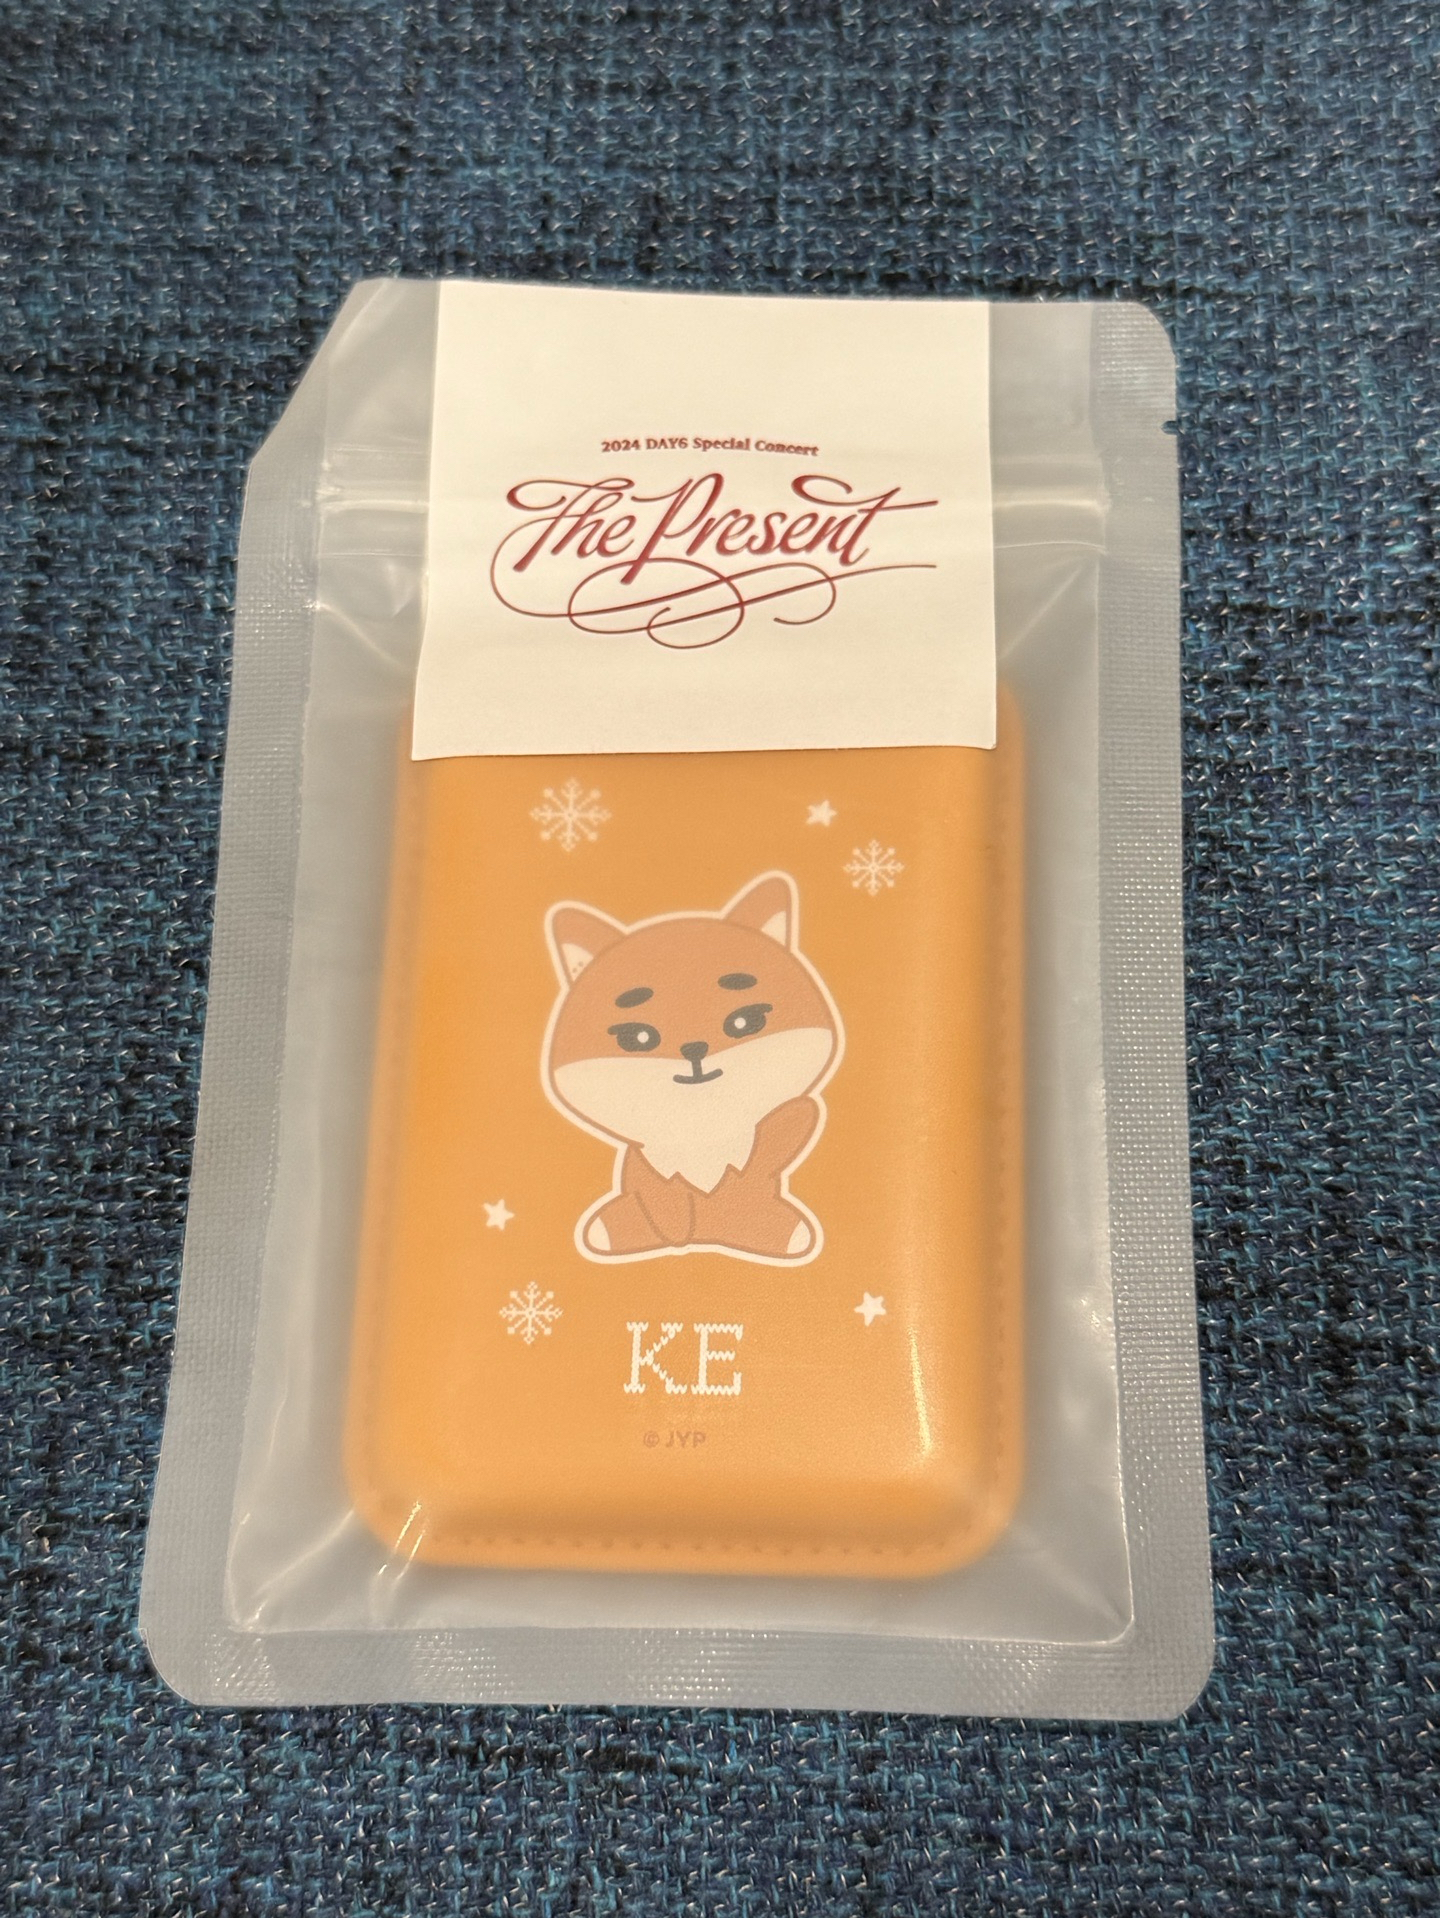 2024 DAY6 Special Concert
The Present
KE
© JYP